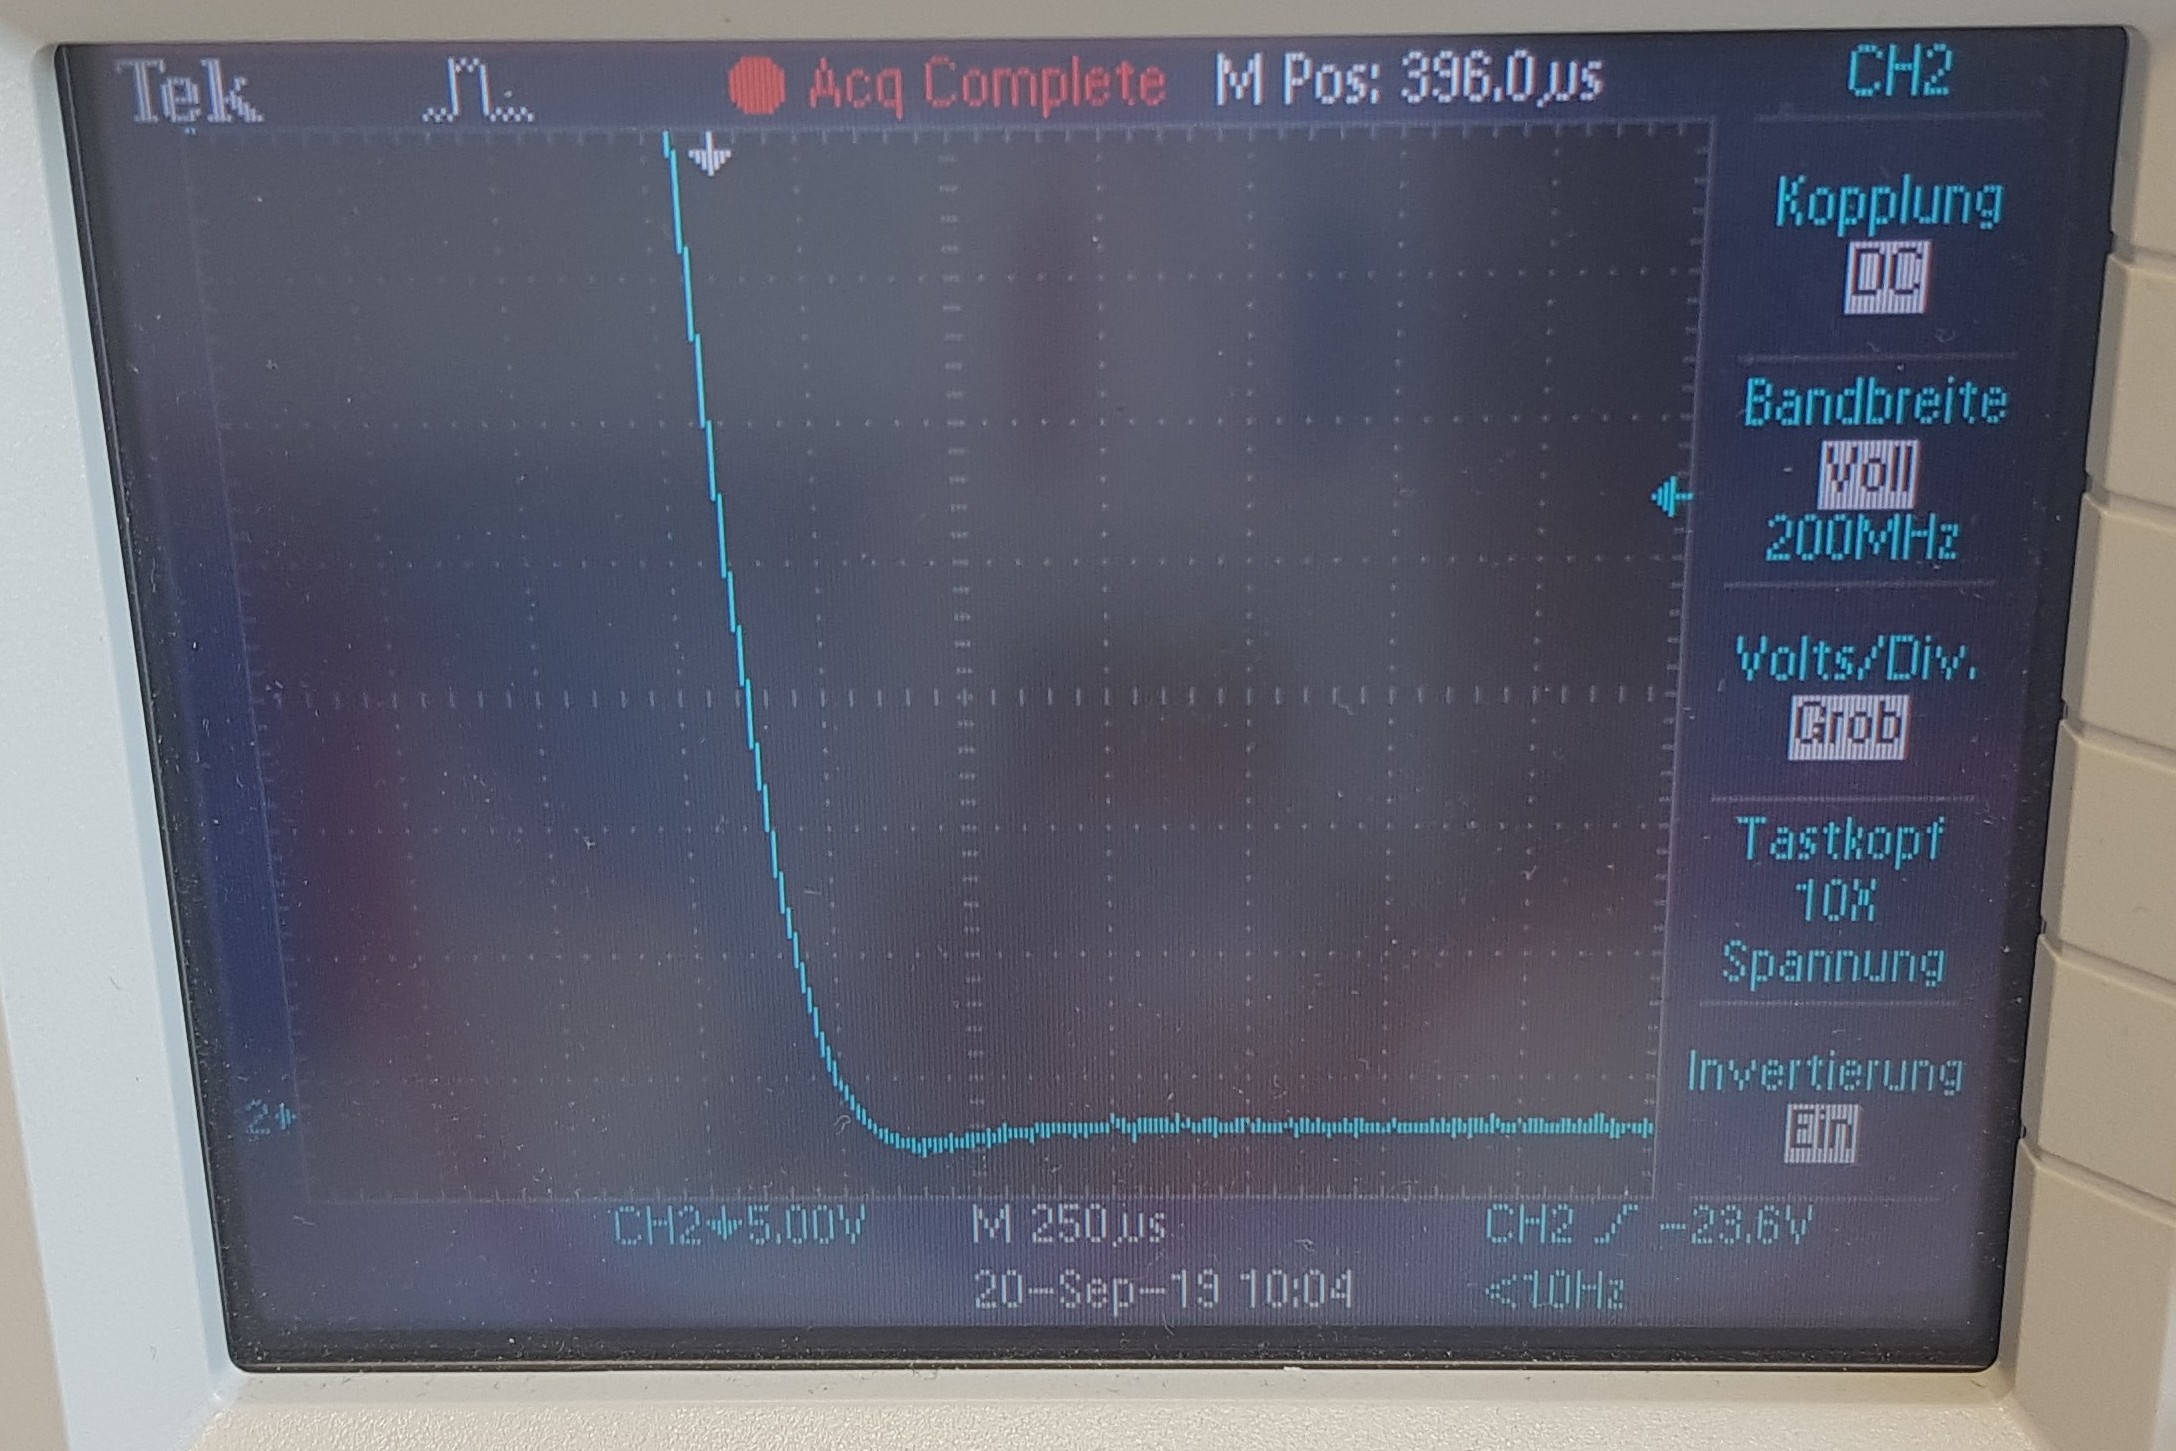 Tek Acq Complete M Pos: 396.0µs CH2
Kopplung
DC
Bandbreite
Voll
200MHz
Volts/Div.
Grob
Tastkopf
10X
Spannung
Invertierung
Ein
2
CH2 5.00V M 250µs CH2 -23.6V
20-Sep-19 10:04 <10Hz